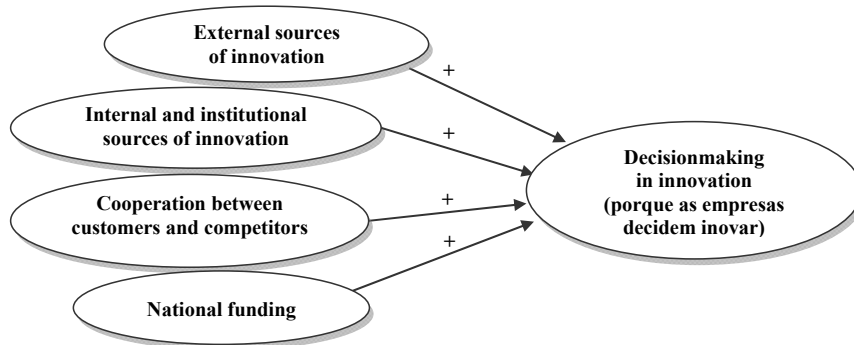 External sources
of innovation
+
Internal and institutional
sources of innovation
+
Cooperation between
customers and competitors
+
National funding
+
Decisionmaking
in innovation
(porque as empresas
decidem inovar)